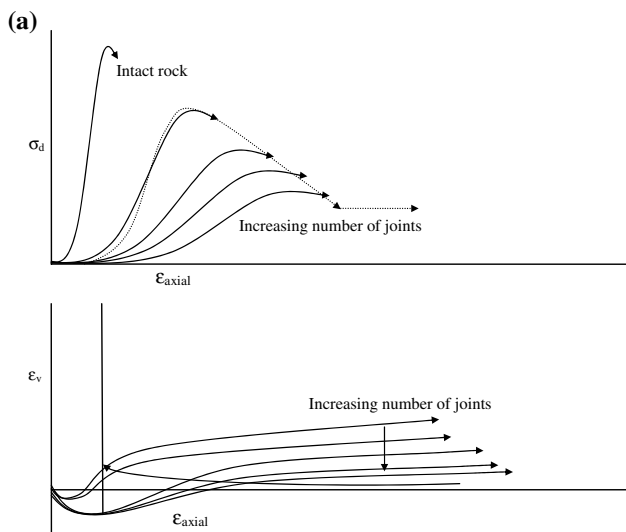 (a)
Intact rock
σd
Increasing number of joints
εaxial
εv
Increasing number of joints
εaxial